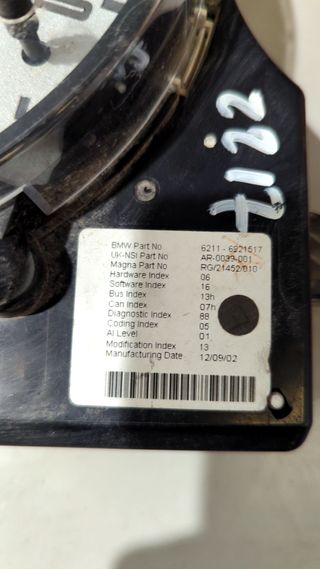 7122
BMW Part No 6211 - 6921517
UK-NSI Part No AR-0039-001
Magna Part No RG/21452/010
Hardware Index 06
Software Index 16
Bus Index 13h
Can Index 07h
Diagnostic Index 88
Coding Index 05
AI Level 01
Modification Index 13
Manufacturing Date 12/09/02